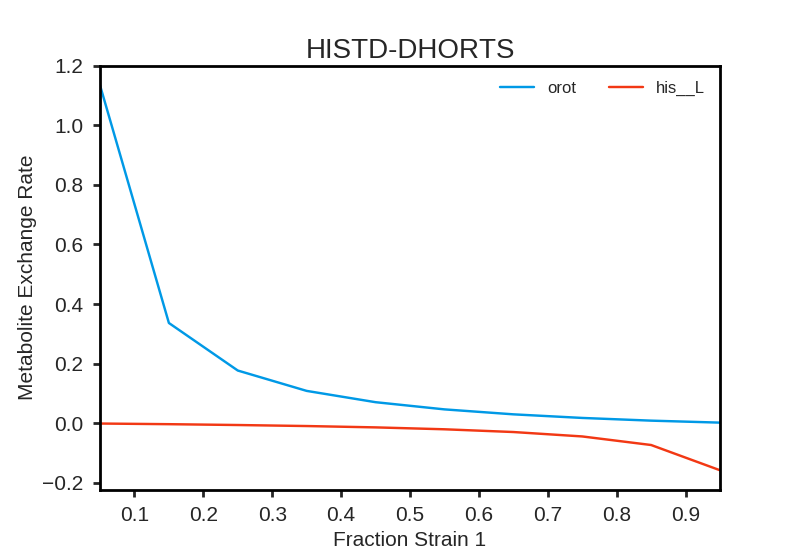 HISTD-DHORTS
orot his__L
Metabolite Exchange Rate
1.2
1.0
0.8
0.6
0.4
0.2
0.0
−0.2
0.1 0.2 0.3 0.4 0.5 0.6 0.7 0.8 0.9
Fraction Strain 1